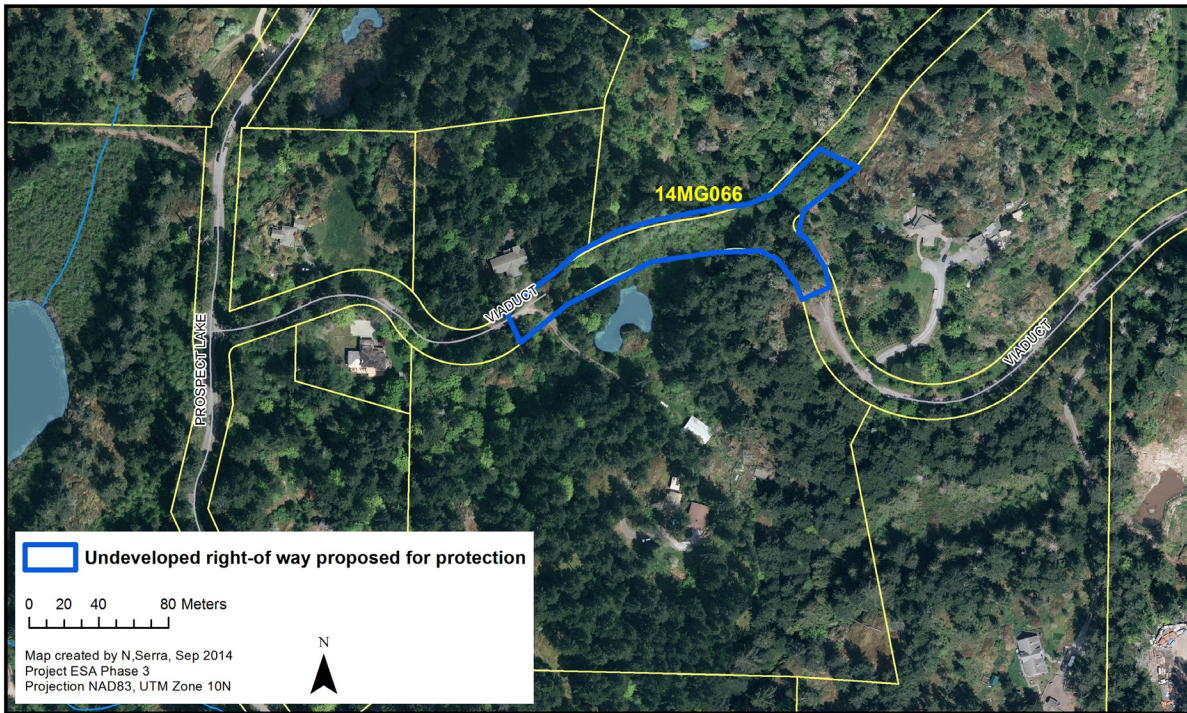 14MG066
VIADUCT
VIADUCT
PROSPECT LAKE
Undeveloped right-of way proposed for protection
0 20 40 80 Meters
Map created by N,Serra, Sep 2014
Project ESA Phase 3
Projection NAD83, UTM Zone 10N
N